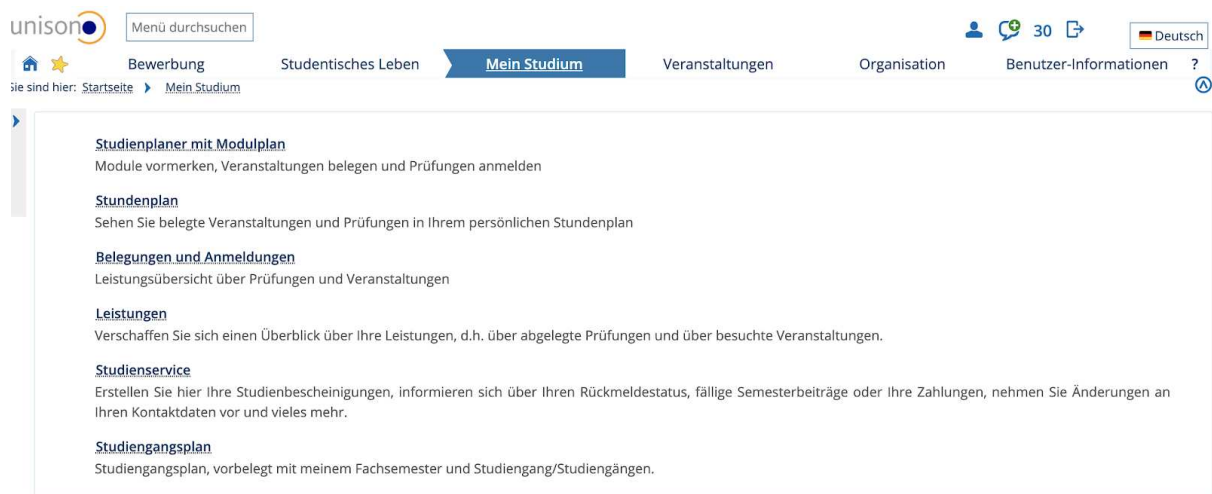 unisono
Menü durchsuchen
30
Deutsch
Bewerbung Studentisches Leben Mein Studium Veranstaltungen Organisation Benutzer-Informationen ?
Sie sind hier: Startseite Mein Studium
Studienplaner mit Modulplan
Module vormerken, Veranstaltungen belegen und Prüfungen anmelden
Stundenplan
Sehen Sie belegte Veranstaltungen und Prüfungen in Ihrem persönlichen Stundenplan
Belegungen und Anmeldungen
Leistungsübersicht über Prüfungen und Veranstaltungen
Leistungen
Verschaffen Sie sich einen Überblick über Ihre Leistungen, d.h. über abgelegte Prüfungen und über besuchte Veranstaltungen.
Studienservice
Erstellen Sie hier Ihre Studienbescheinigungen, informieren sich über Ihren Rückmeldestatus, fällige Semesterbeiträge oder Ihre Zahlungen, nehmen Sie Änderungen an
Ihren Kontaktdaten vor und vieles mehr.
Studiengangsplan
Studiengangsplan, vorbelegt mit meinem Fachsemester und Studiengang/Studiengängen.